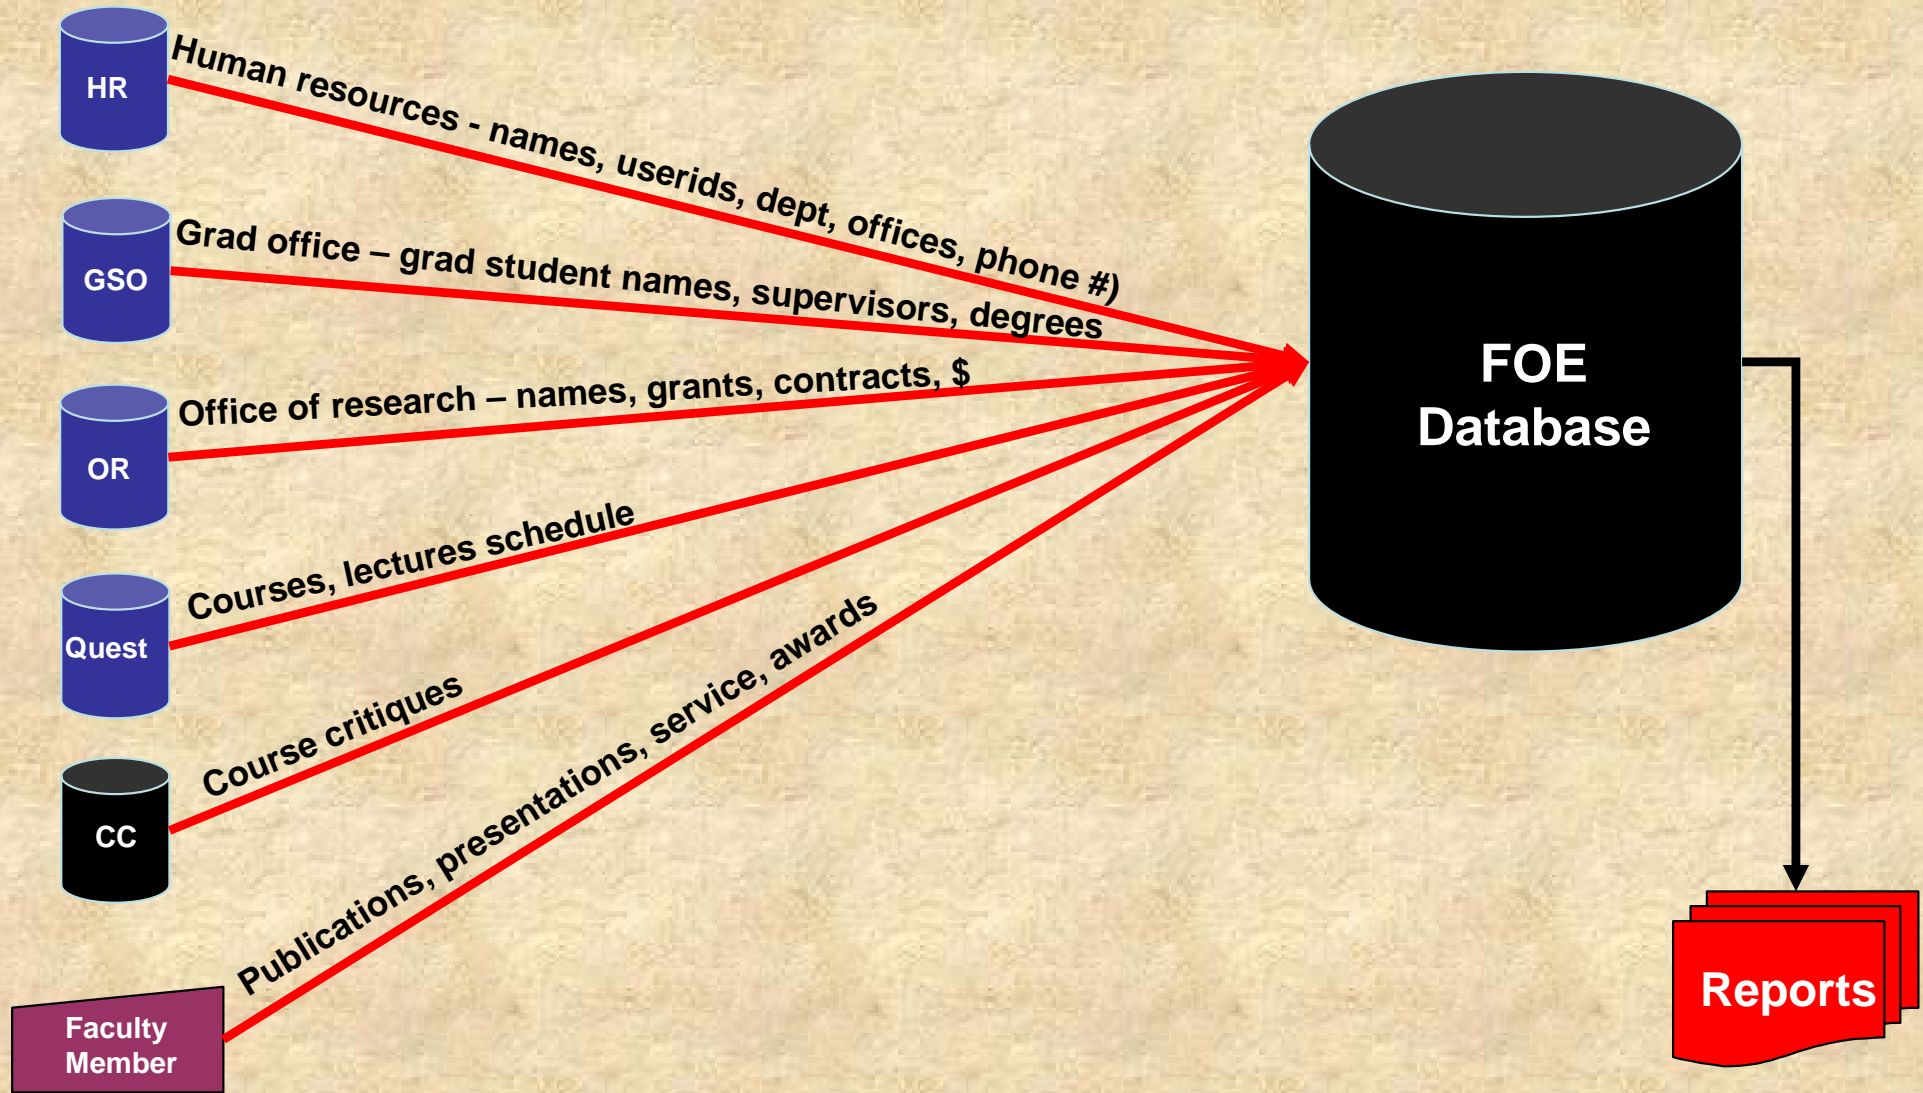 HR
Human resources - names, userids, dept, offices, phone #)
GSO
Grad office – grad student names, supervisors, degrees
OR
Office of research – names, grants, contracts, $
Quest
Courses, lectures schedule
CC
Course critiques
Faculty
Member
Publications, presentations, service, awards
FOE
Database
Reports